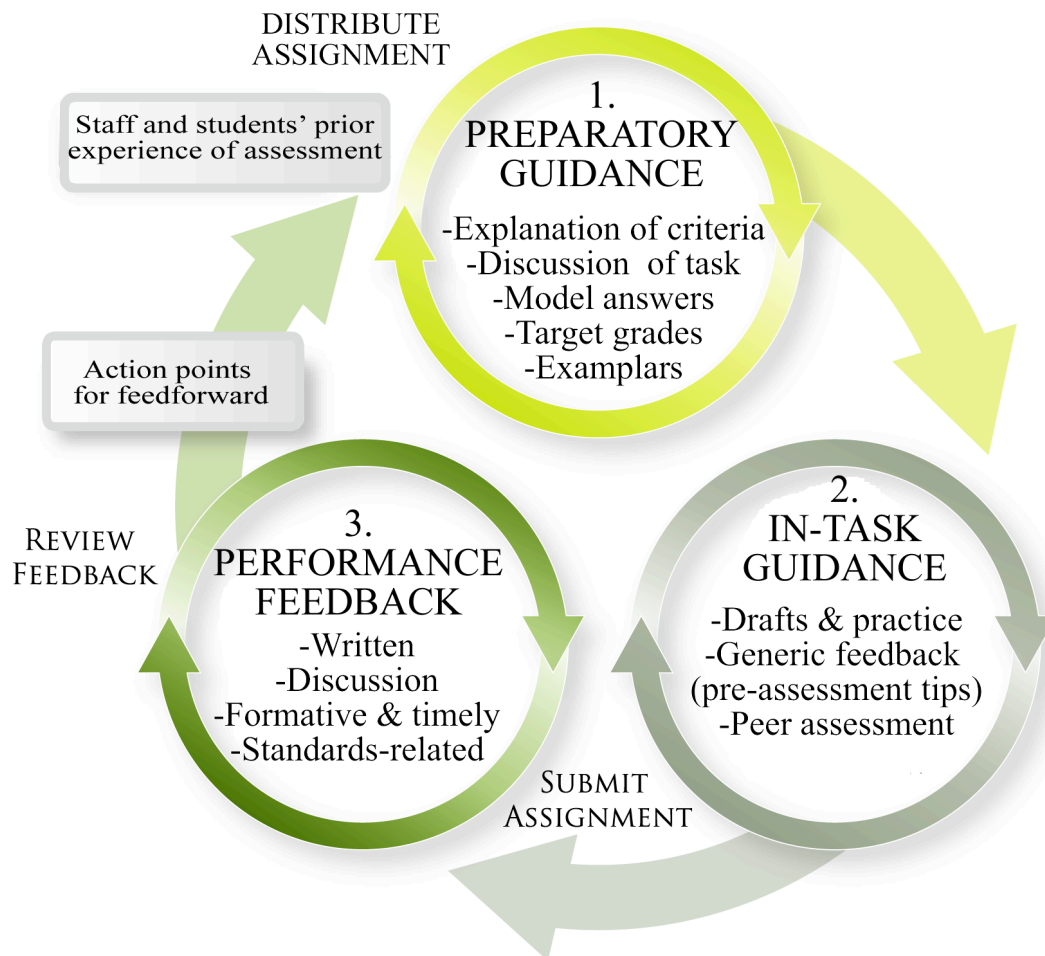 DISTRIBUTE
ASSIGNMENT
Staff and students’ prior
experience of assessment
1.
PREPARATORY
GUIDANCE
-Explanation of criteria
-Discussion of task
-Model answers
-Target grades
-Examplars
Action points
for feedforward
2.
IN-TASK
GUIDANCE
-Drafts & practice
-Generic feedback
(pre-assessment tips)
-Peer assessment
SUBMIT
ASSIGNMENT
3.
PERFORMANCE
FEEDBACK
-Written
-Discussion
-Formative & timely
-Standards-related
REVIEW
FEEDBACK